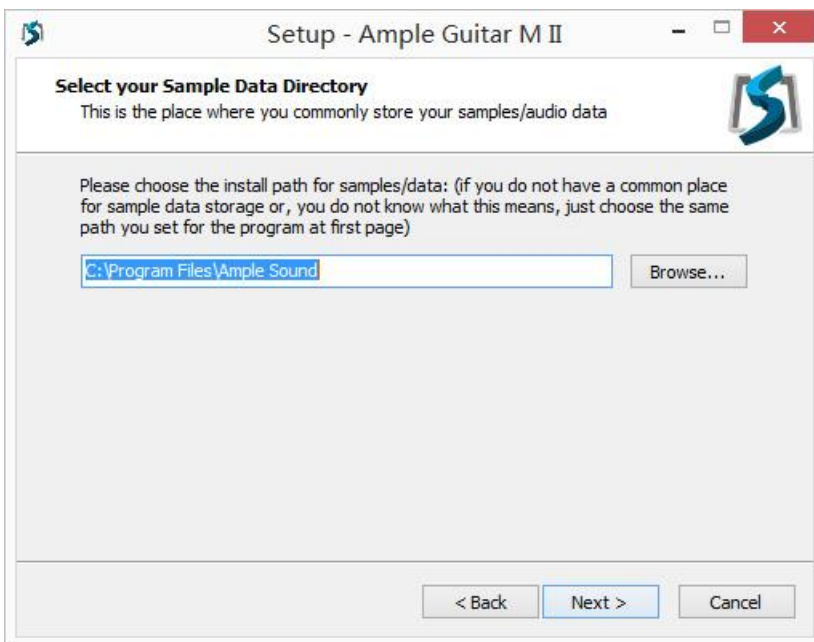 Setup - Ample Guitar M II
Select your Sample Data Directory
This is the place where you commonly store your samples/audio data
Please choose the install path for samples/data: (if you do not have a common place
for sample data storage or, you do not know what this means, just choose the same
path you set for the program at first page)
C:\Program Files\Ample Sound
Browse...
< Back
Next >
Cancel